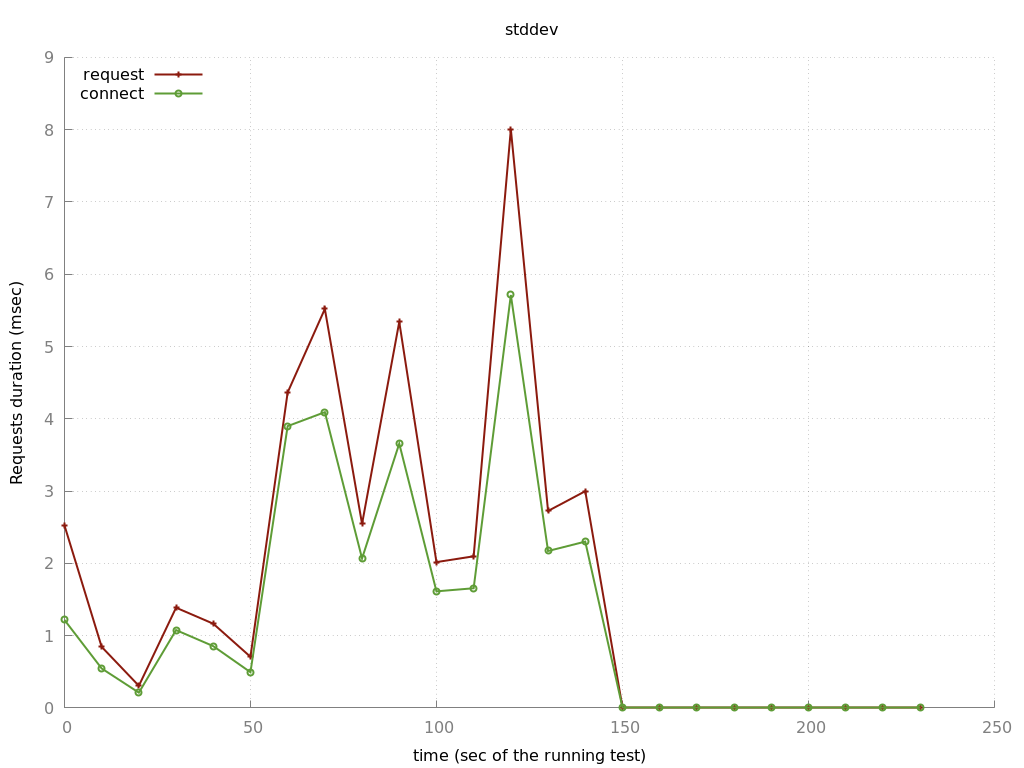 stddev
request
connect
9
8
7
6
5
4
3
2
1
0
Requests duration (msec)
0 50 100 150 200 250
time (sec of the running test)